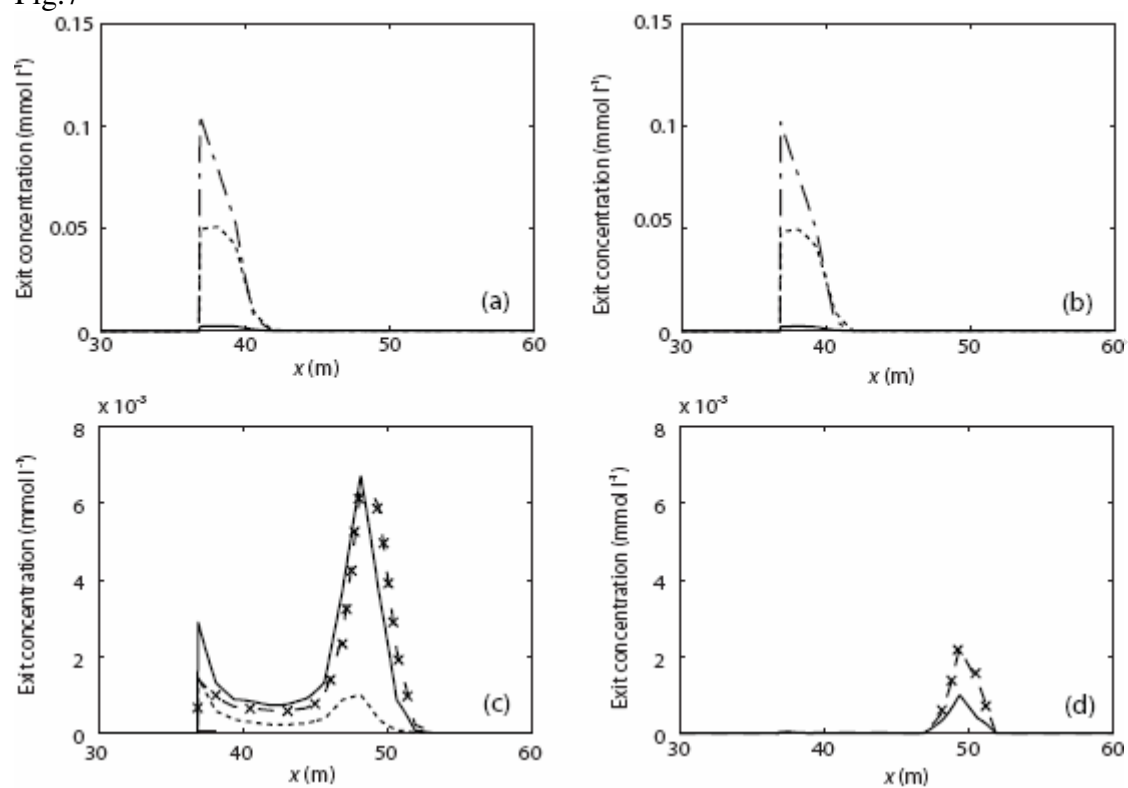 Fig.7
0.15
0.1
0.05
0
30
40
50
60
x (m)
Exit concentration (mmol l⁻¹)
(a)
0.15
0.1
0.05
0
30
40
50
60
x (m)
Exit concentration (mmol l⁻¹)
(b)
x 10⁻³
8
6
4
2
0
30
40
50
60
x (m)
Exit concentration (mmol l⁻¹)
(c)
x 10⁻³
8
6
4
2
0
30
40
50
60
x (m)
Exit concentration (mmol l⁻¹)
(d)